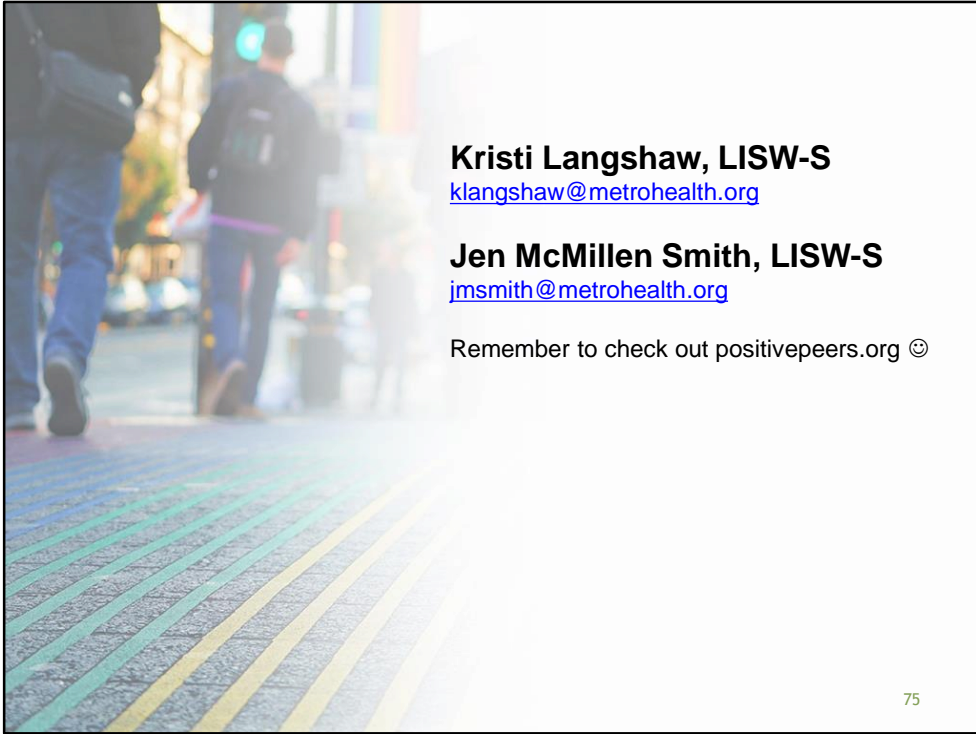 Kristi Langshaw, LISW-S
klangshaw@metrohealth.org
Jen McMillen Smith, LISW-S
jmsmith@metrohealth.org
Remember to check out positivepeers.org ☺
75